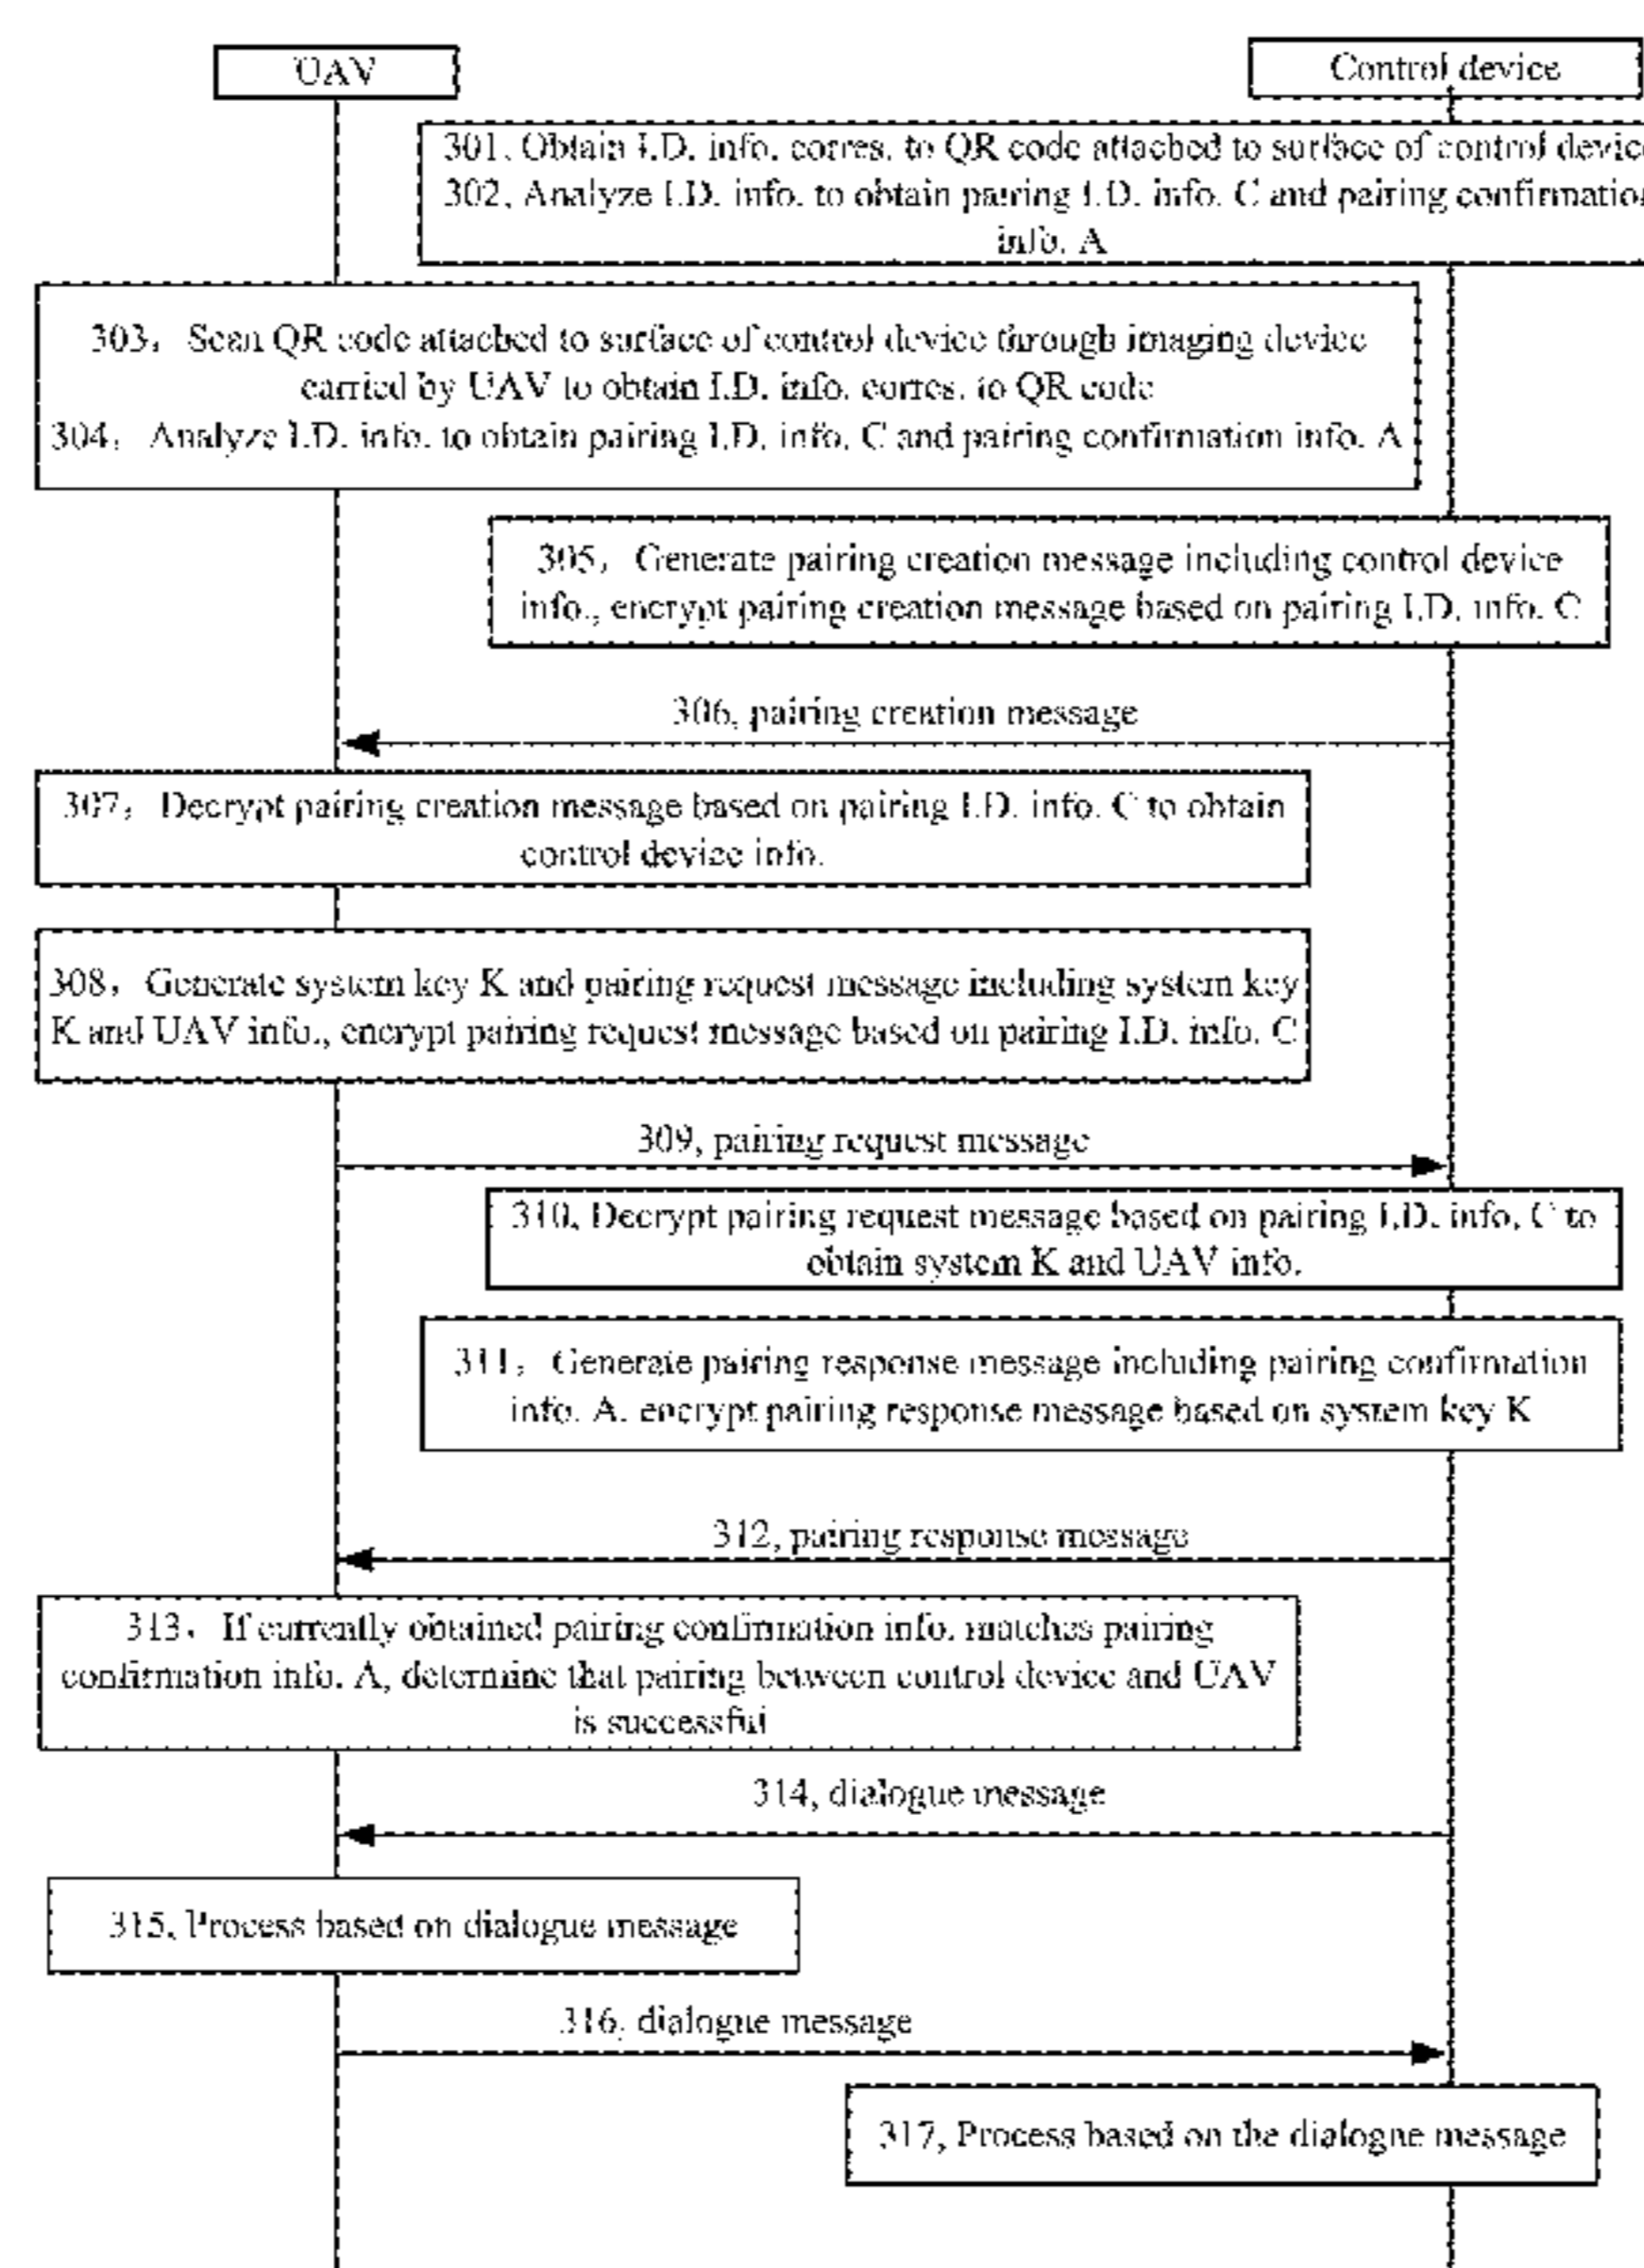 UAV
Control device
301, Obtain I.D. info. corres. to QR code attached to surface of control device
302, Analyze I.D. info. to obtain pairing I.D. info. C and pairing confirmation
info. A
303, Scan QR code attached to surface of control device through imaging device
carried by UAV to obtain I.D. info. corres. to QR code
304, Analyze I.D. info. to obtain pairing I.D. info. C and pairing confirmation info. A
305, Generate pairing creation message including control device
info., encrypt pairing creation message based on pairing I.D. info. C
306, pairing creation message
307, Decrypt pairing creation message based on pairing I.D. info. C to obtain
control device info.
308, Generate system key K and pairing request message including system key
K and UAV info., encrypt pairing request message based on pairing I.D. info. C
309, pairing request message
310, Decrypt pairing request message based on pairing I.D. info. C to
obtain system K and UAV info.
311, Generate pairing response message including pairing confirmation
info. A, encrypt pairing response message based on system key K
312, pairing response message
313, If currently obtained pairing confirmation info. matches pairing
confirmation info. A, determine that pairing between control device and UAV
is successful
314, dialogue message
315, Process based on dialogue message
316, dialogue message
317, Process based on the dialogue message